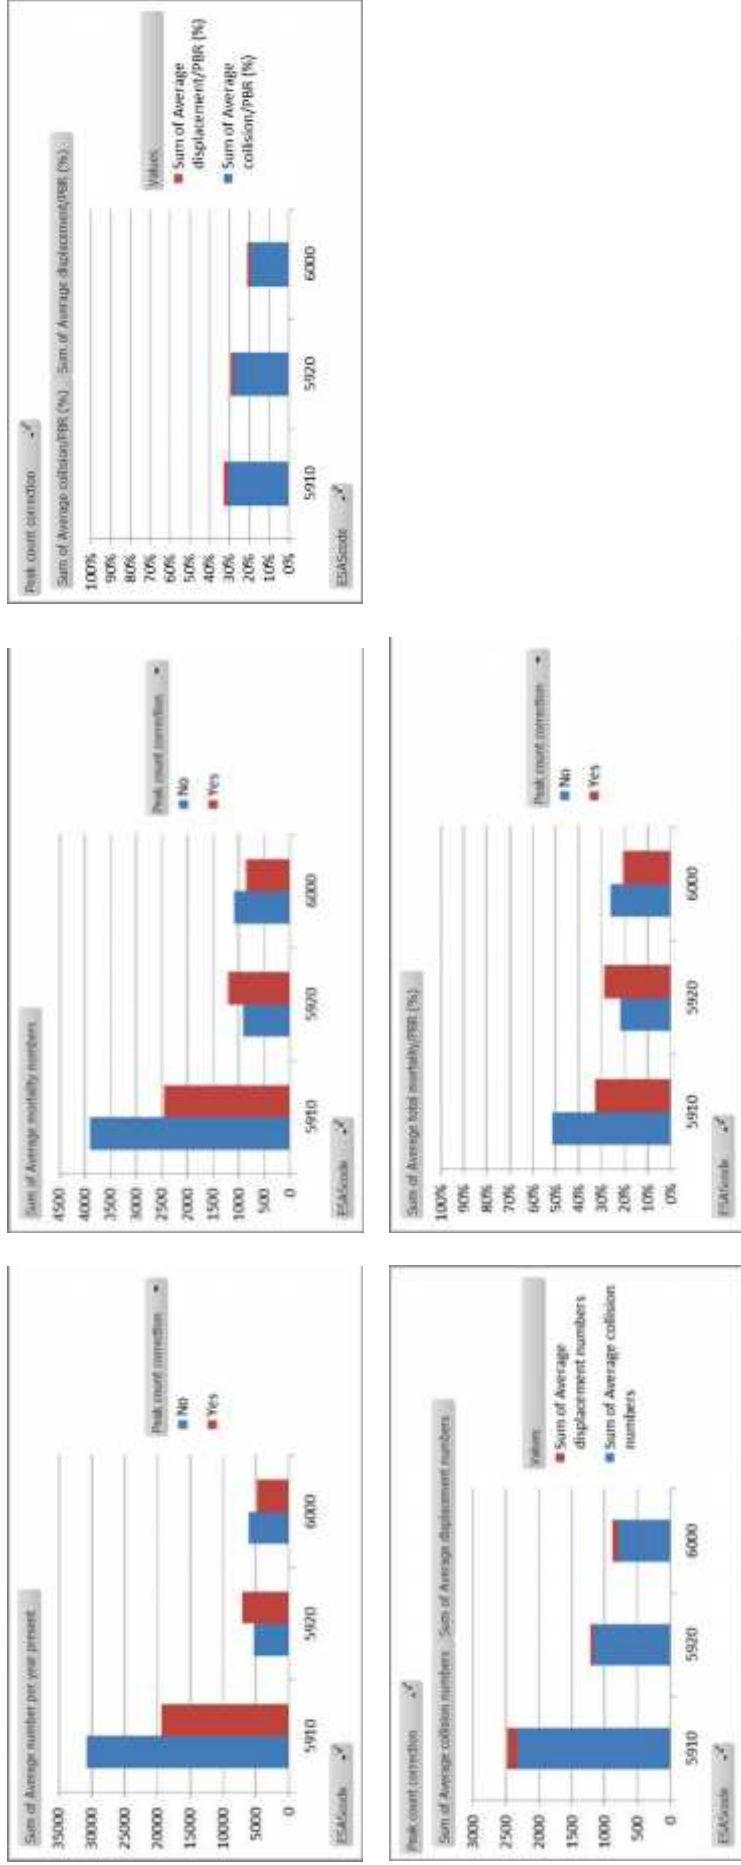 Sum of Average number per year present
35000
30000
25000
20000
15000
10000
5000
0
5910 5920 6000
Peak count correction
No
Yes
ESAScode
Sum of Average mortality numbers
4500
4000
3500
3000
2500
2000
1500
1000
500
0
5910 5920 6000
Peak count correction
No
Yes
ESAScode
Peak count correction
Sum of Average collision/PBR (%) Sum of Average displacement/PBR (%)
100%
90%
80%
70%
60%
50%
40%
30%
20%
10%
0%
5910 5920 6000
Values
Sum of Average
displacement/PBR (%)
Sum of Average
collision/PBR (%)
ESAScode
Peak count correction
Sum of Average collision numbers Sum of Average displacement numbers
3000
2500
2000
1500
1000
500
0
5910 5920 6000
Values
Sum of Average
displacement numbers
Sum of Average collision
numbers
ESAScode
Sum of Average total mortality/PBR (%)
100%
90%
80%
70%
60%
50%
40%
30%
20%
10%
0%
5910 5920 6000
Peak count correction
No
Yes
ESAScode